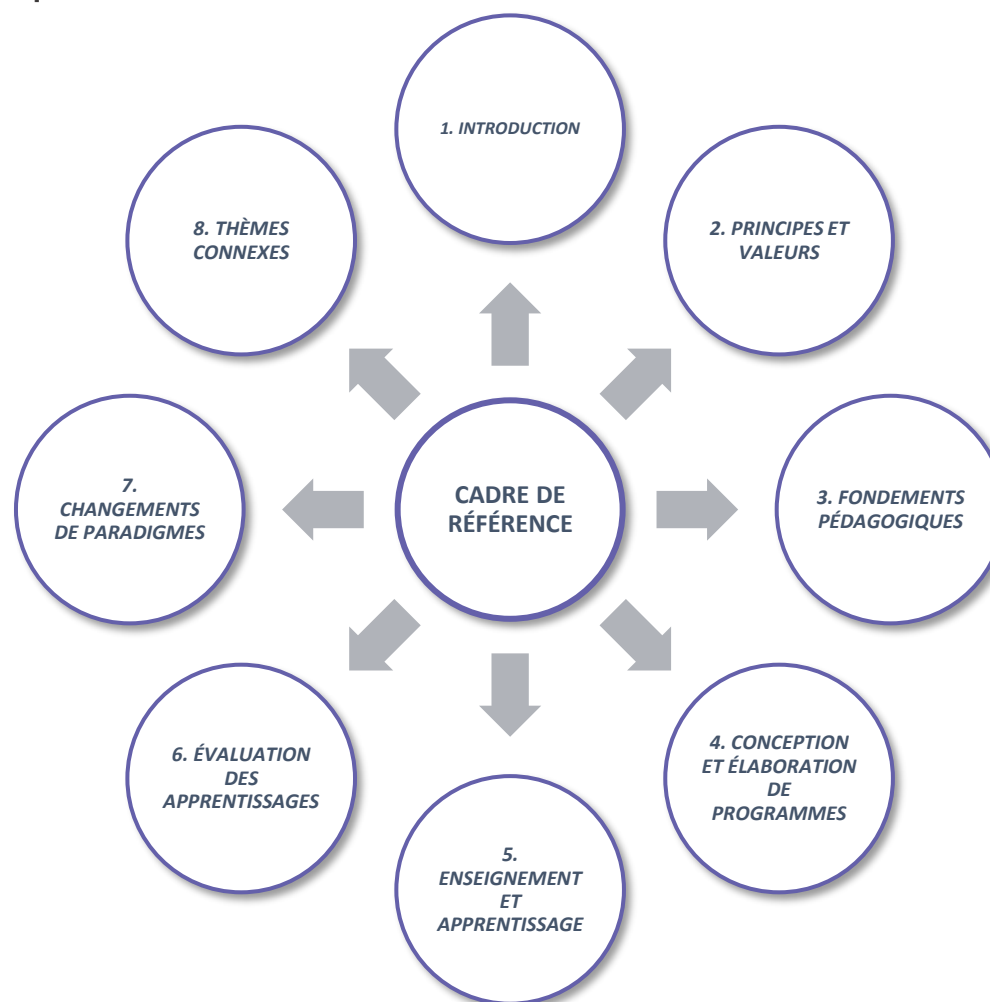 1. INTRODUCTION
2. PRINCIPES ET
VALEURS
3. FONDEMENTS
PÉDAGOGIQUES
4. CONCEPTION
ET ÉLABORATION
DE
PROGRAMMES
5.
ENSEIGNEMENT
ET
APPRENTISSAGE
6. ÉVALUATION
DES
APPRENTISSAGES
7.
CHANGEMENTS
DE PARADIGMES
8. THÈMES
CONNEXES
CADRE DE
RÉFÉRENCE